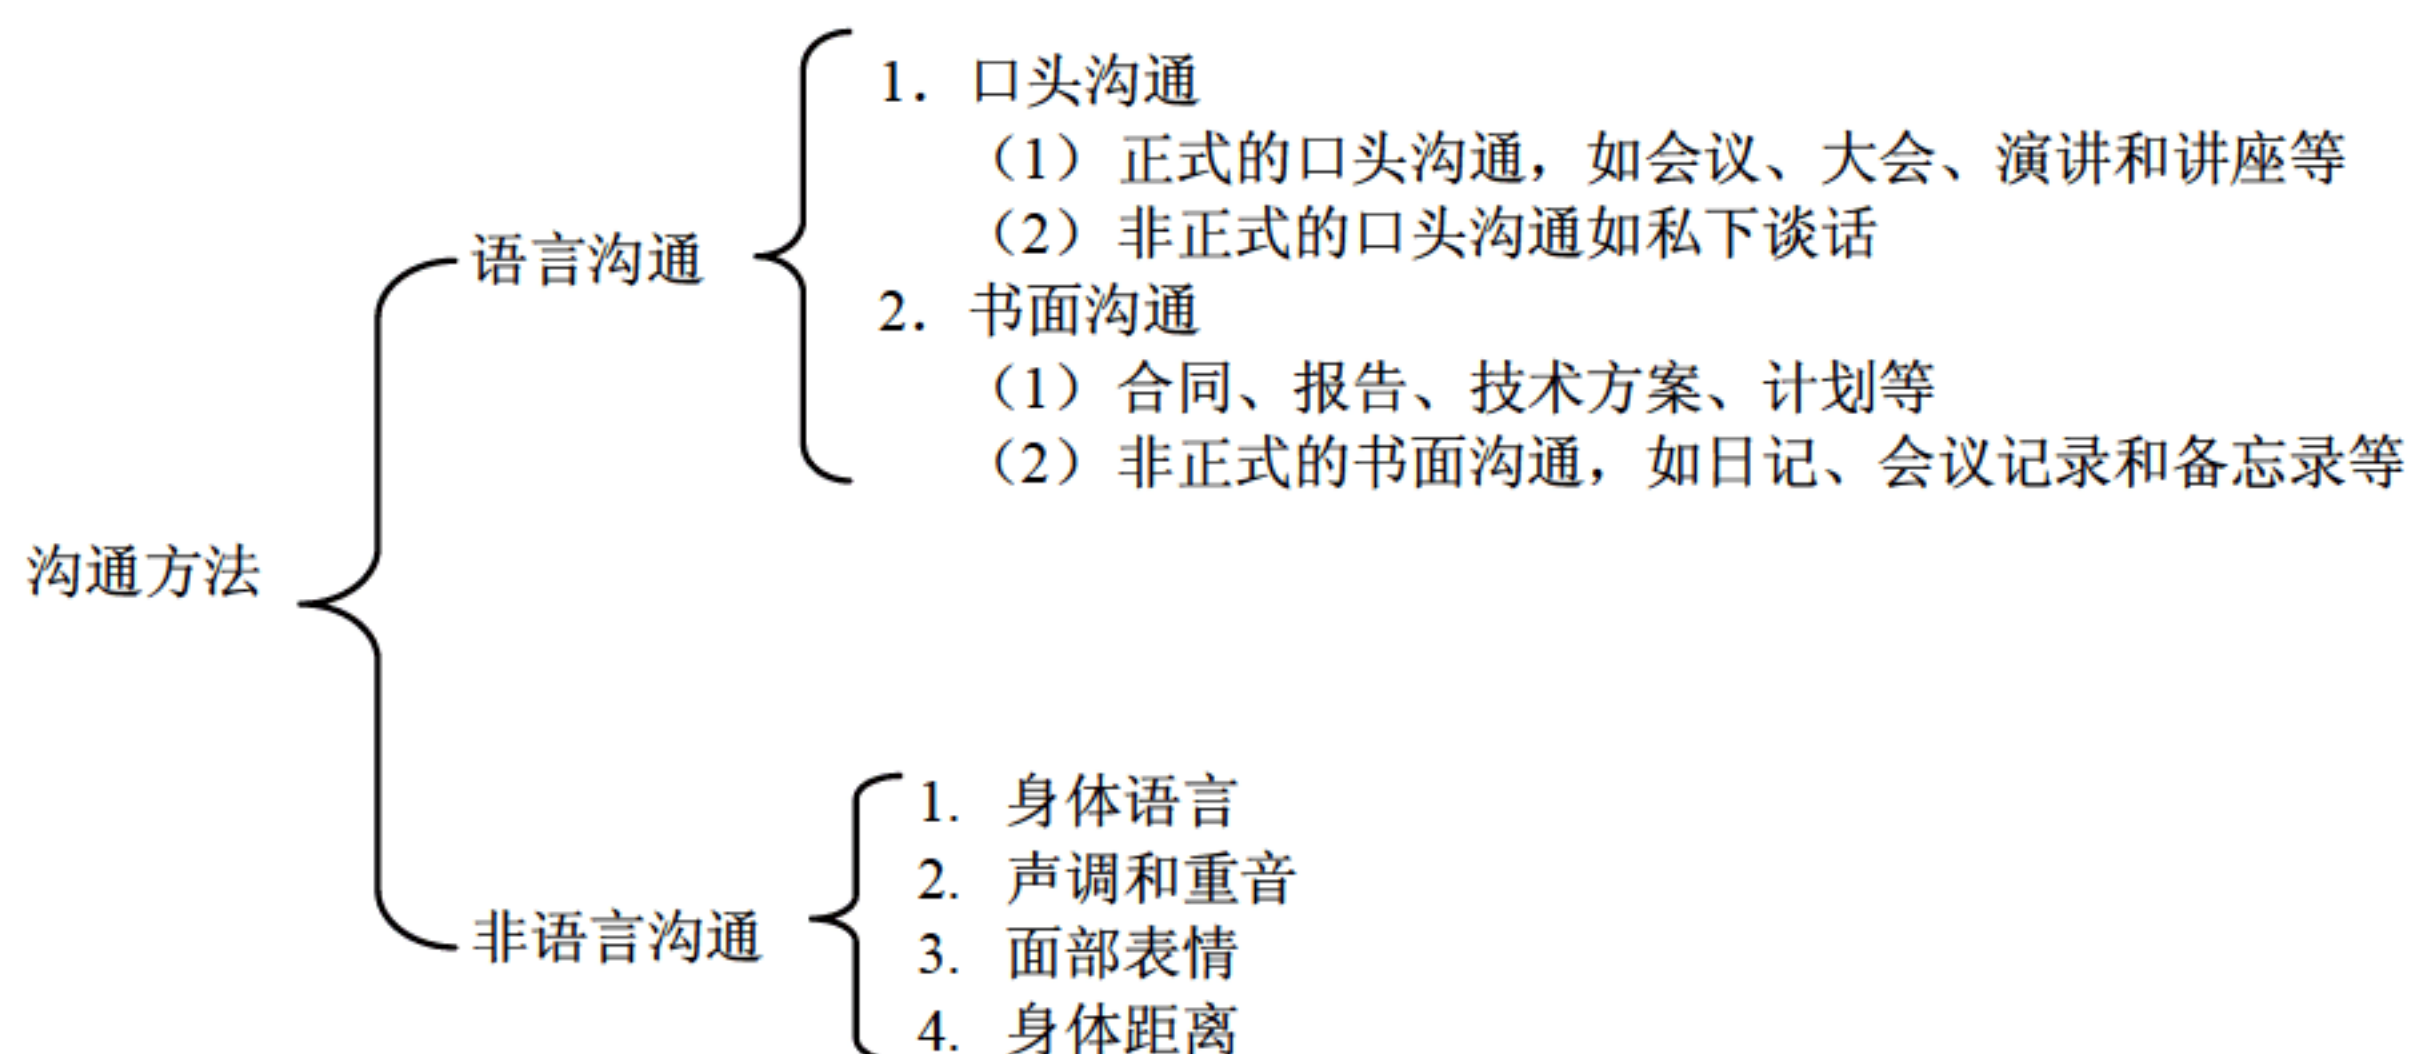 沟通方法
语言沟通
1. 口头沟通
（1）正式的口头沟通，如会议、大会、演讲和讲座等
（2）非正式的口头沟通如私下谈话
2. 书面沟通
（1）合同、报告、技术方案、计划等
（2）非正式的书面沟通，如日记、会议记录和备忘录等
非语言沟通
1. 身体语言
2. 声调和重音
3. 面部表情
4. 身体距离